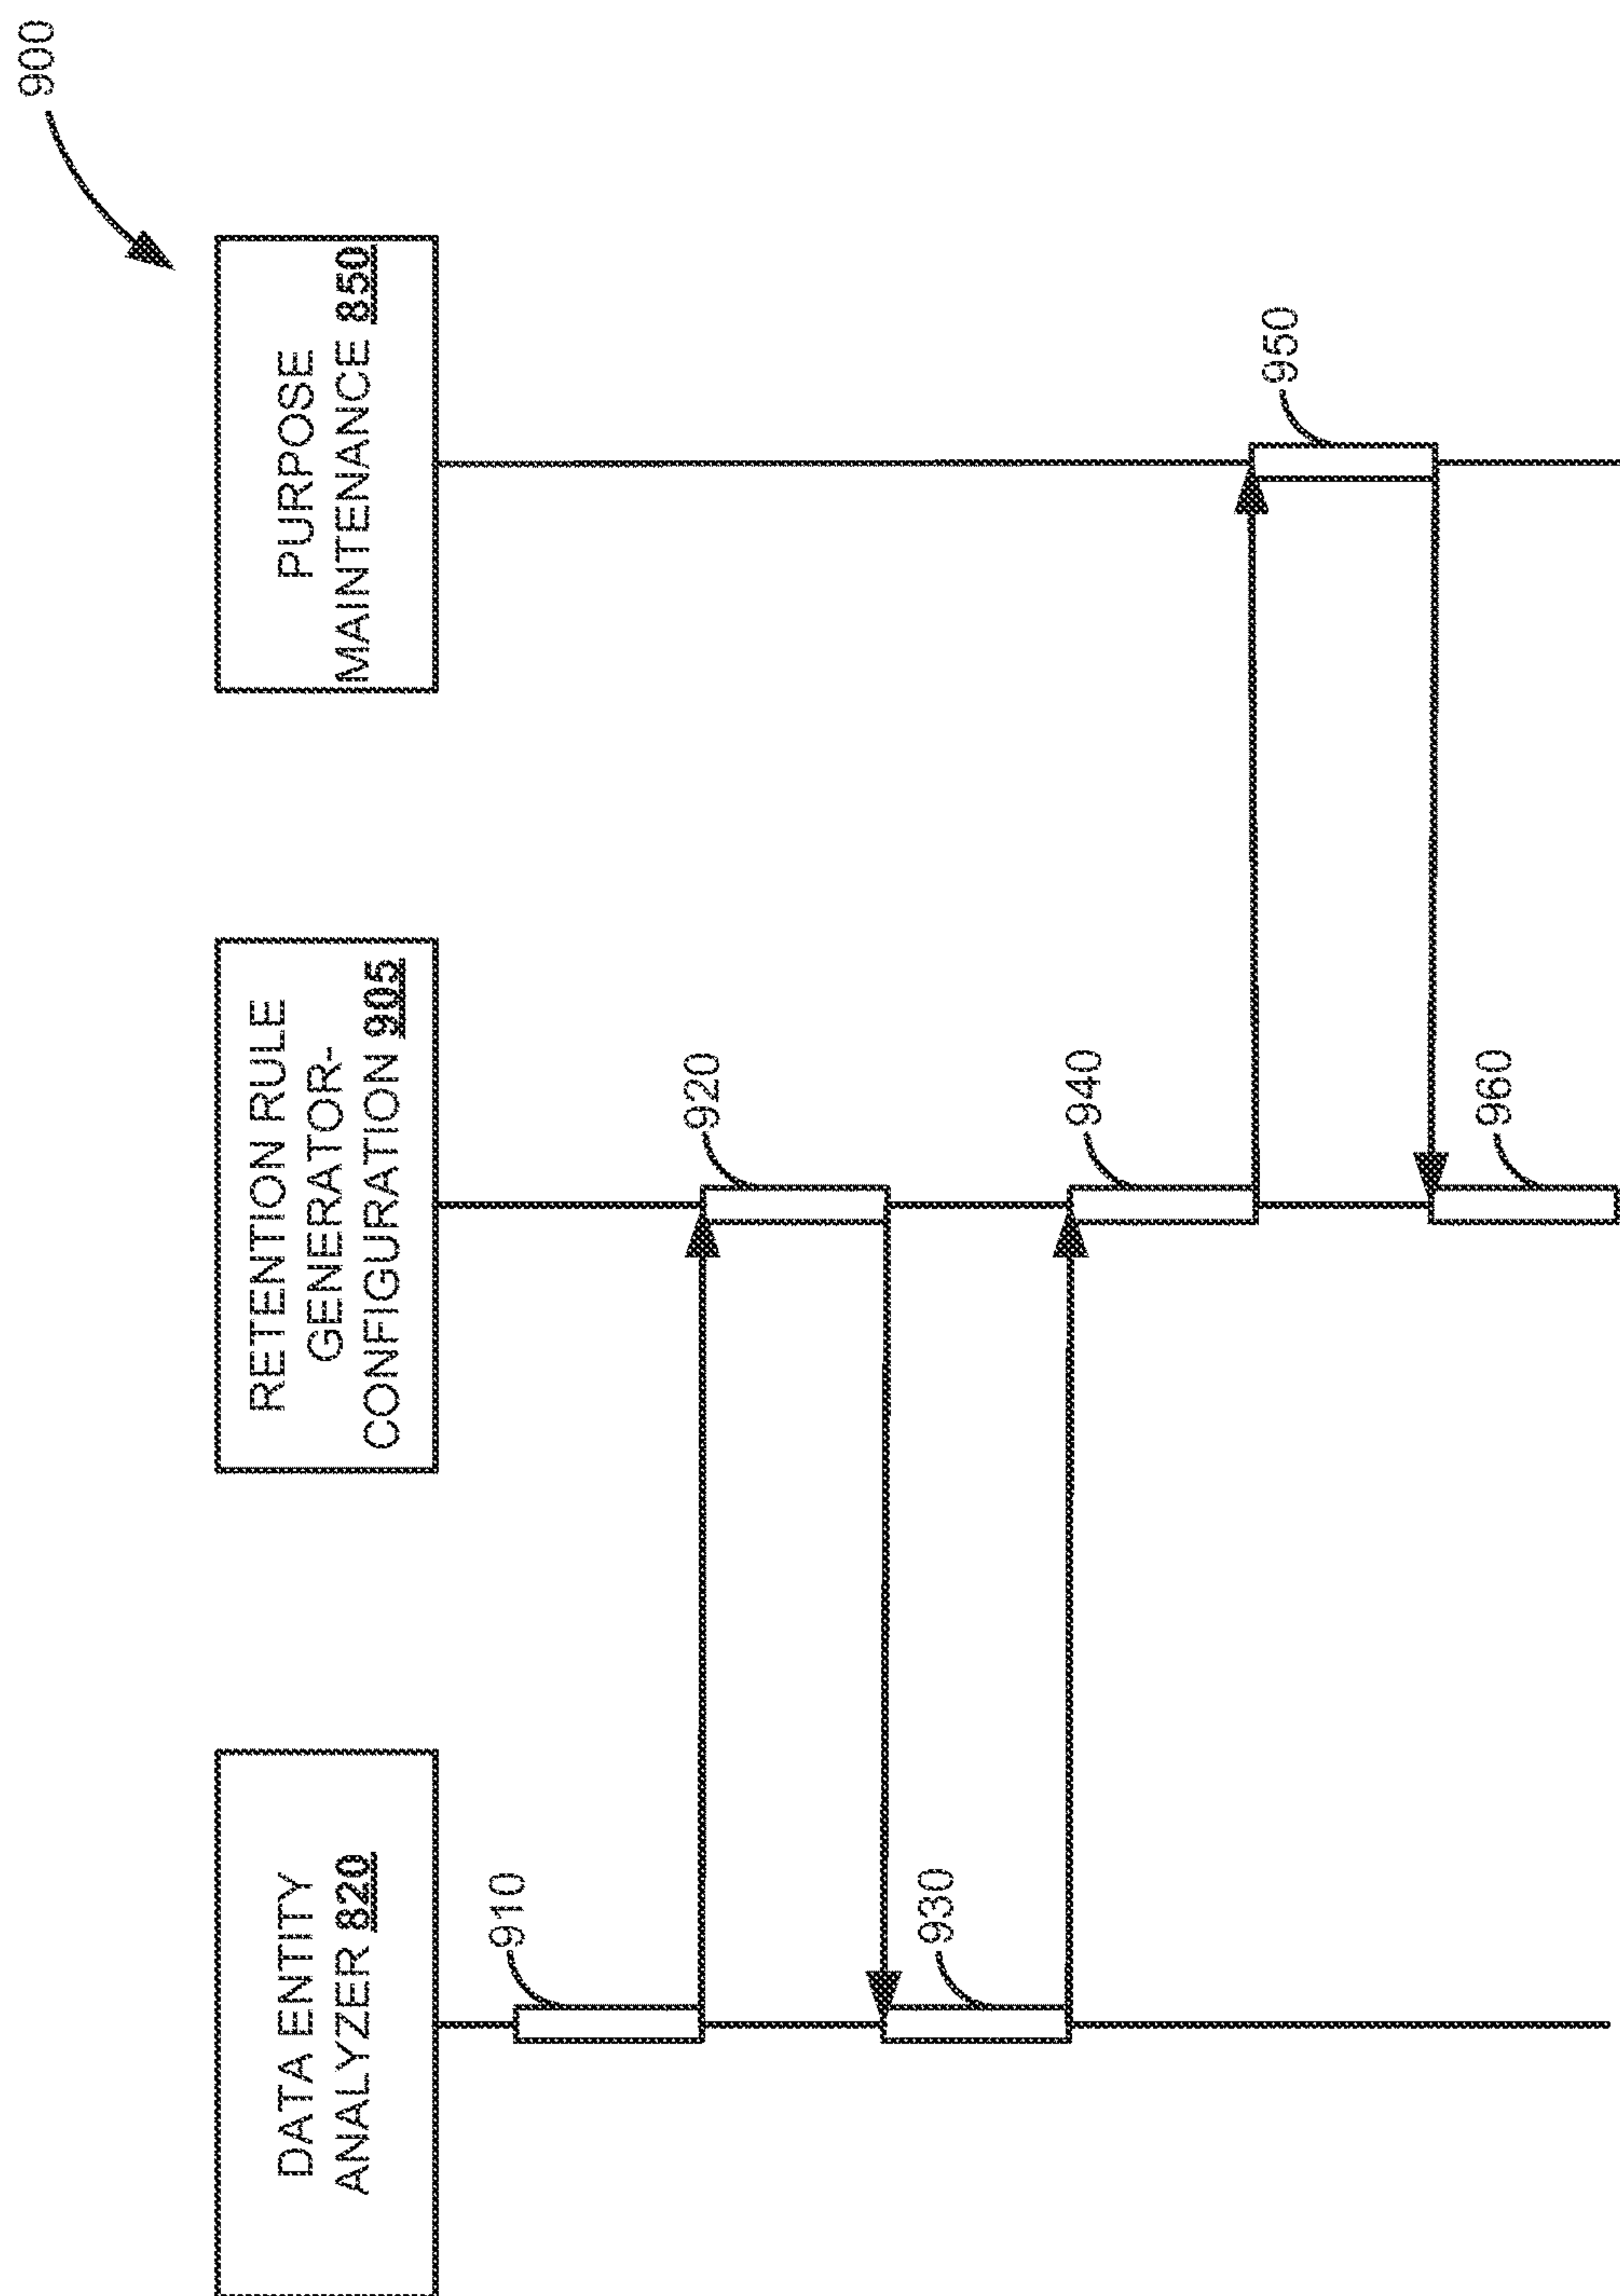 900
DATA ENTITY
ANALYZER 820
RETENTION RULE
GENERATOR-
CONFIGURATION 905
PURPOSE
MAINTENANCE 850
910
920
930
940
950
960